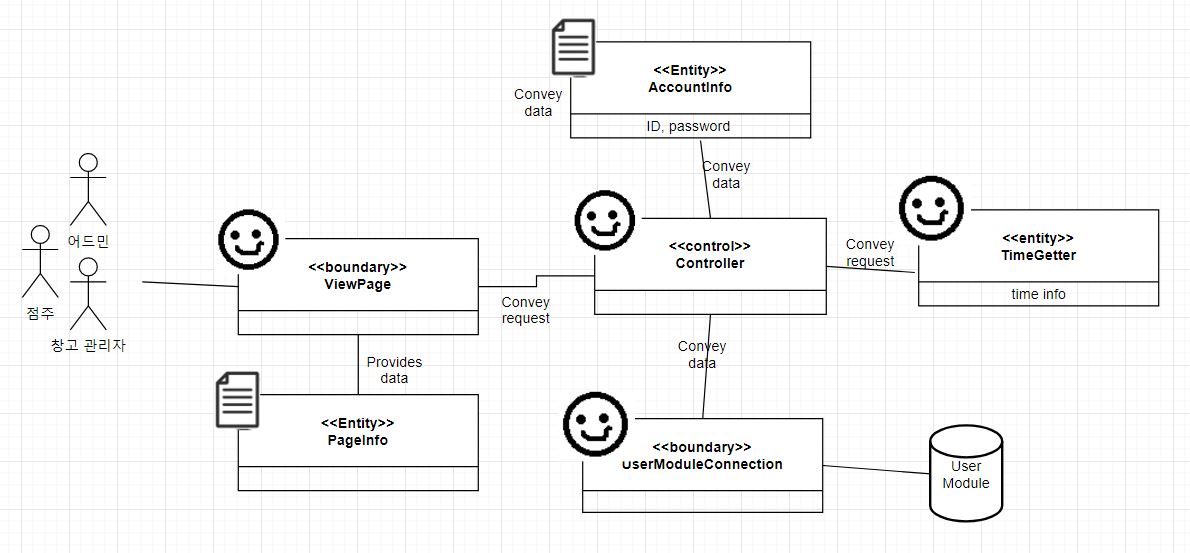 <<Entity>>
AccountInfo
Convey
data
ID, password
Convey
data
어드민
점주
창고 관리자
<<boundary>>
ViewPage
Convey
request
<<control>>
Controller
Convey
request
<<entity>>
TimeGetter
time info
Provides
data
<<Entity>>
PageInfo
Convey
data
<<boundary>>
UserModuleConnection
User
Module